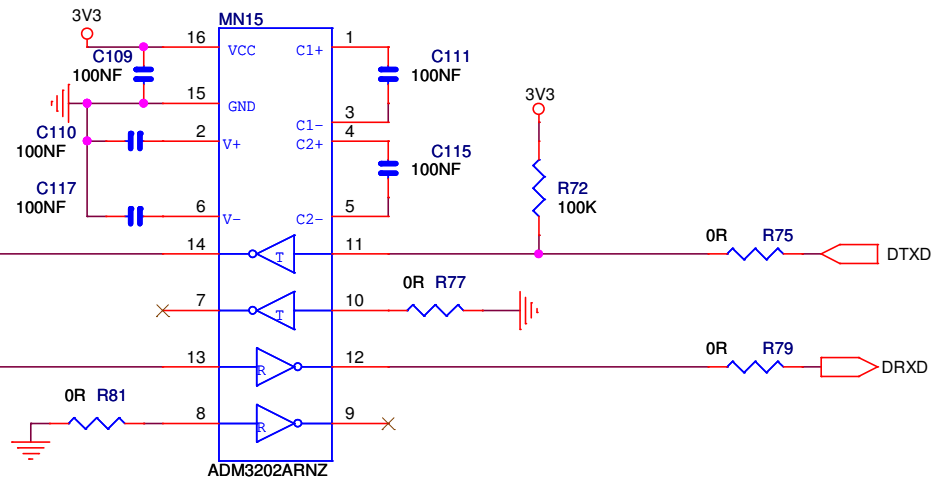 3V3
MN15
16
VCC
C1+
1
C109
100NF
C111
100NF
15
GND
3V3
C1-
3
C110
100NF
2
V+
C2+
4
C115
100NF
C117
100NF
R72
100K
6
V-
C2-
5
14
T
11
0R R75
DTXD
7
T
10
0R R77
13
R
12
0R R79
DRXD
0R R81
8
R
9
ADM3202ARNZ